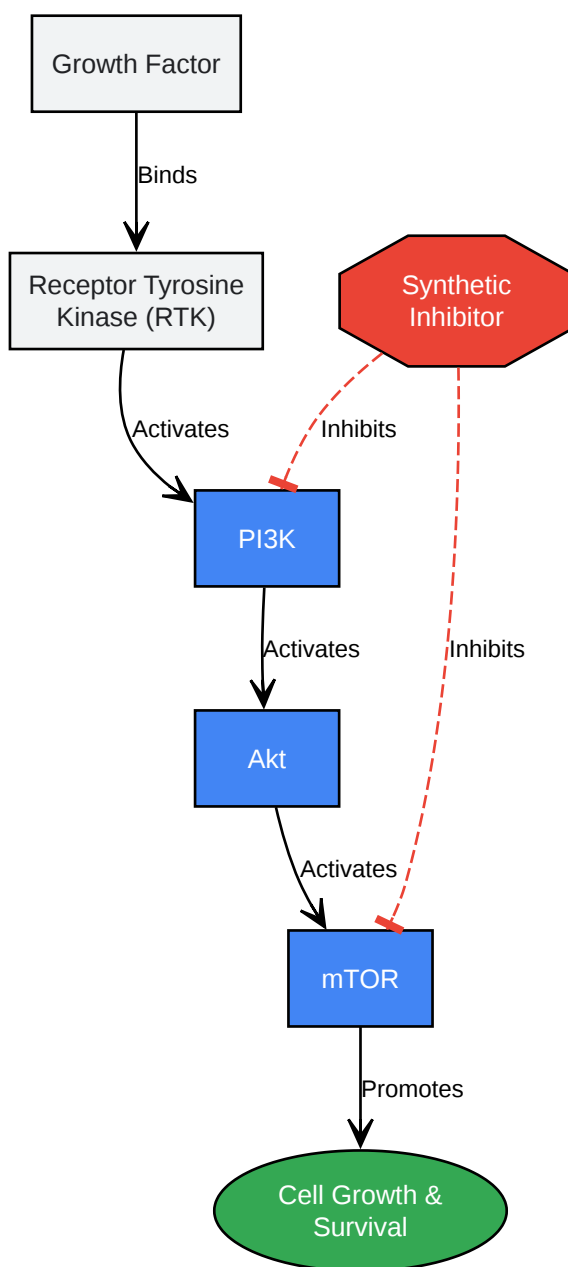 Growth Factor
Binds
Receptor Tyrosine
Kinase (RTK)
Synthetic
Inhibitor
Activates
Inhibits
PI3K
Activates
Inhibits
Akt
Activates
mTOR
Promotes
Cell Growth &
Survival